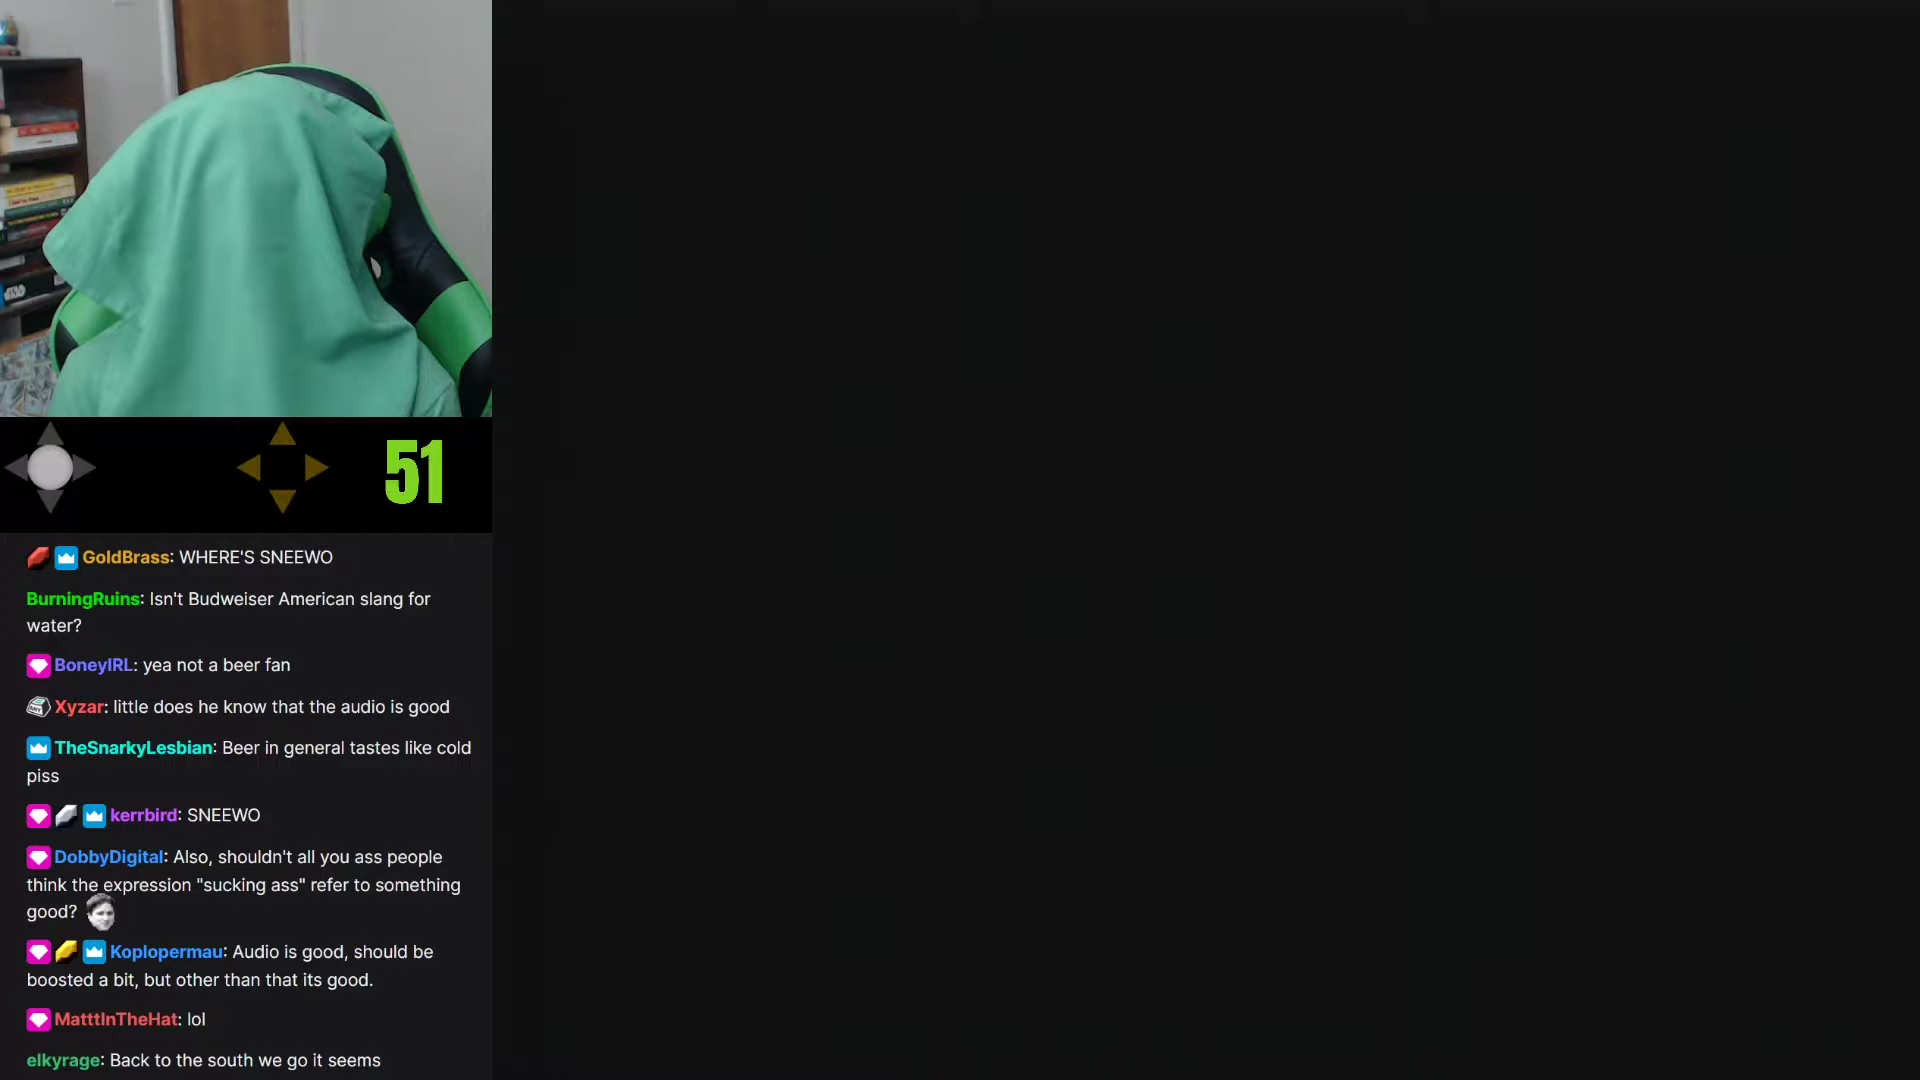 51
GoldBrass: WHERE'S SNEEWO
BurningRuins: Isn't Budweiser American slang for
water?
BoneyIRL: yea not a beer fan
Xyzar: little does he know that the audio is good
TheSnarkyLesbian: Beer in general tastes like cold
piss
kerrbird: SNEEWO
DobbyDigital: Also, shouldn't all you ass people
think the expression "sucking ass" refer to something
good?
Koplopermau: Audio is good, should be
boosted a bit, but other than that its good.
MatttInTheHat: lol
elkyrage: Back to the south we go it seems